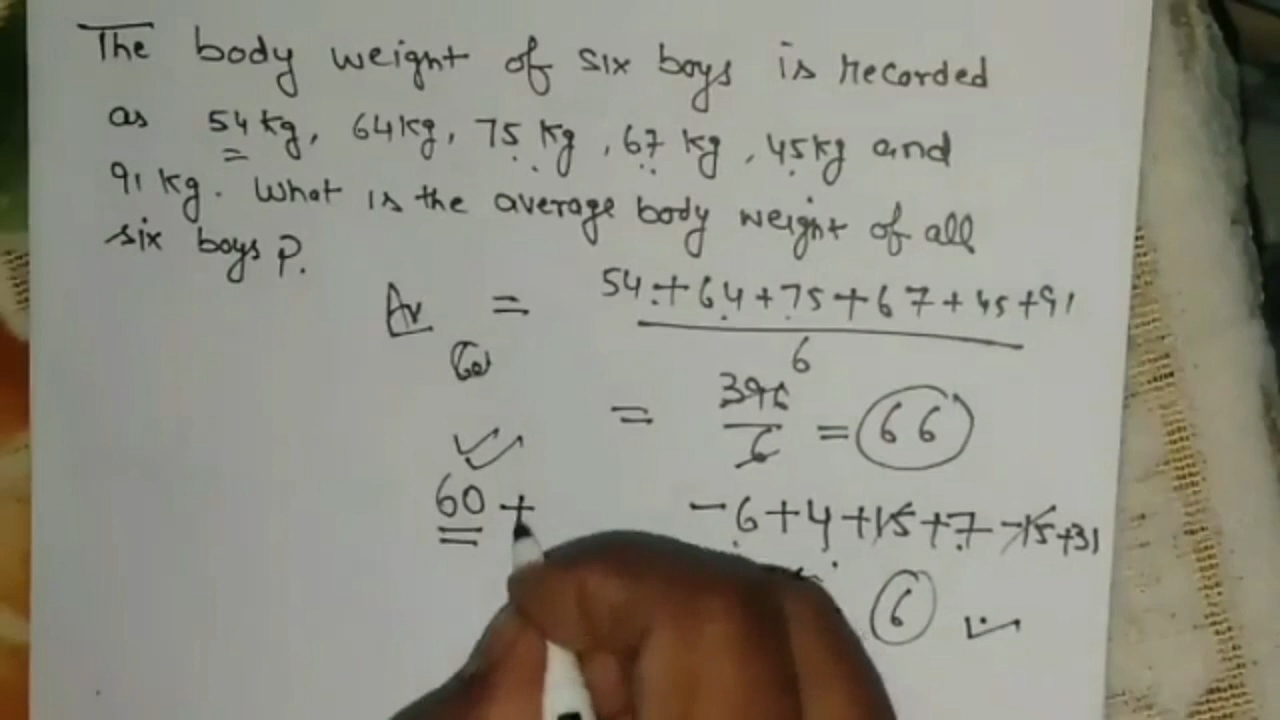 The body weight of six boys is recorded
as 54 kg, 64 kg, 75 kg, 67 kg, 45 kg and
91 kg. What is the average body weight of all
six boys ?.
Av = 54+64+75+67+45+91
6
= 396/6 = 66
60 +
-6+4+15+7-15+31
6